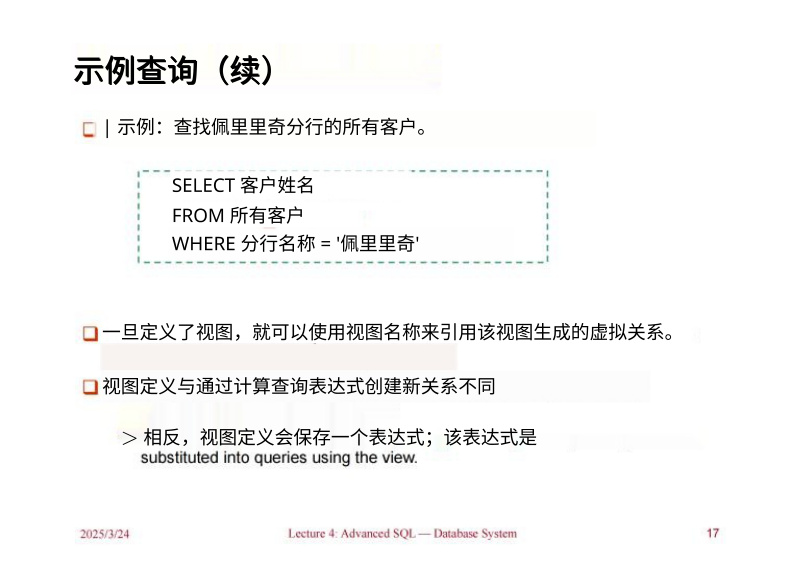 示例查询（续）
| 示例：查找佩里里奇分行的所有客户。
SELECT 客户姓名
FROM 所有客户
WHERE 分行名称 = '佩里里奇'
一旦定义了视图，就可以使用视图名称来引用该视图生成的虚拟关系。
视图定义与通过计算查询表达式创建新关系不同
> 相反，视图定义会保存一个表达式；该表达式是
substituted into queries using the view.
2025/3/24 Lecture 4: Advanced SQL — Database System 17